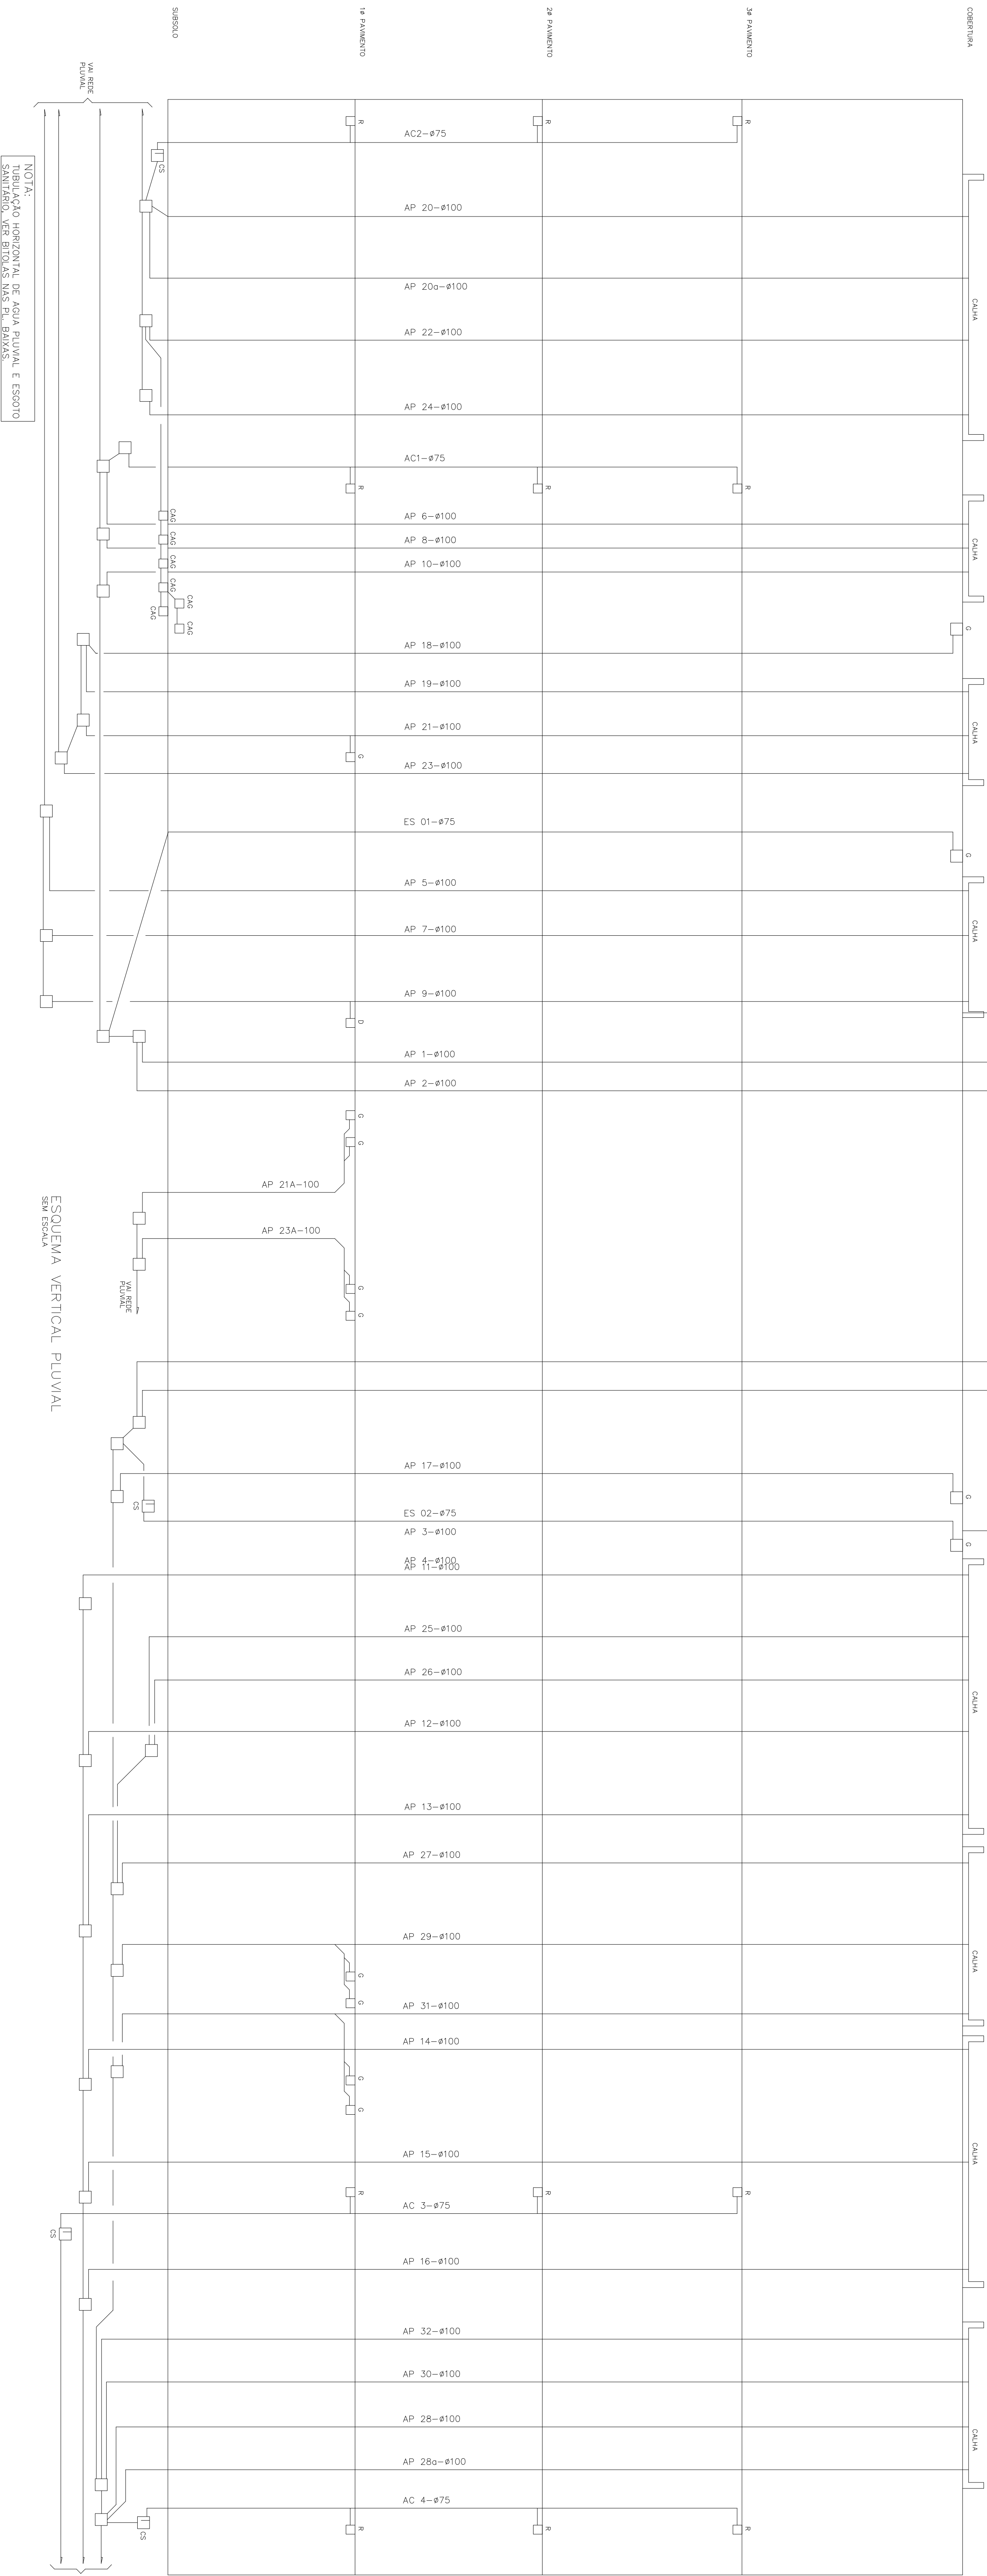 COBERTURA
3ø PAVIMENTO
2ø PAVIMENTO
1ø PAVIMENTO
SUBSOLO
VAI REDE
PLUVIAL
NOTA:
TUBULAÇÃO HORIZONTAL DE AGUA PLUVIAL E ESGOTO
SANITÁRIO, VER BITOLAS NAS PL. BAIXAS.
R
R
R
AC2-ø75
CS
AP 20-ø100
AP 20a-ø100
CALHA
AP 22-ø100
AP 24-ø100
AC1-ø75
R
R
R
AP 6-ø100
CAG
AP 8-ø100
CAG
CALHA
AP 10-ø100
CAG
CAG
CAG
CAG
CAG
G
AP 18-ø100
AP 19-ø100
AP 21-ø100
CALHA
G
AP 23-ø100
ES 01-ø75
G
AP 5-ø100
AP 7-ø100
CALHA
AP 9-ø100
D
AP 1-ø100
AP 2-ø100
G
G
AP 21A-100
AP 23A-100
G
G
VAI REDE
PLUVIAL
ESQUEMA VERTICAL PLUVIAL
SEM ESCALA
AP 17-ø100
G
CS
ES 02-ø75
AP 3-ø100
G
AP 4-ø100
AP 11-ø100
AP 25-ø100
AP 26-ø100
CALHA
AP 12-ø100
AP 13-ø100
AP 27-ø100
AP 29-ø100
CALHA
G
G
AP 31-ø100
AP 14-ø100
G
G
AP 15-ø100
CALHA
R
R
R
AC 3-ø75
CS
AP 16-ø100
AP 32-ø100
AP 30-ø100
AP 28-ø100
CALHA
AP 28a-ø100
AC 4-ø75
CS
R
R
R